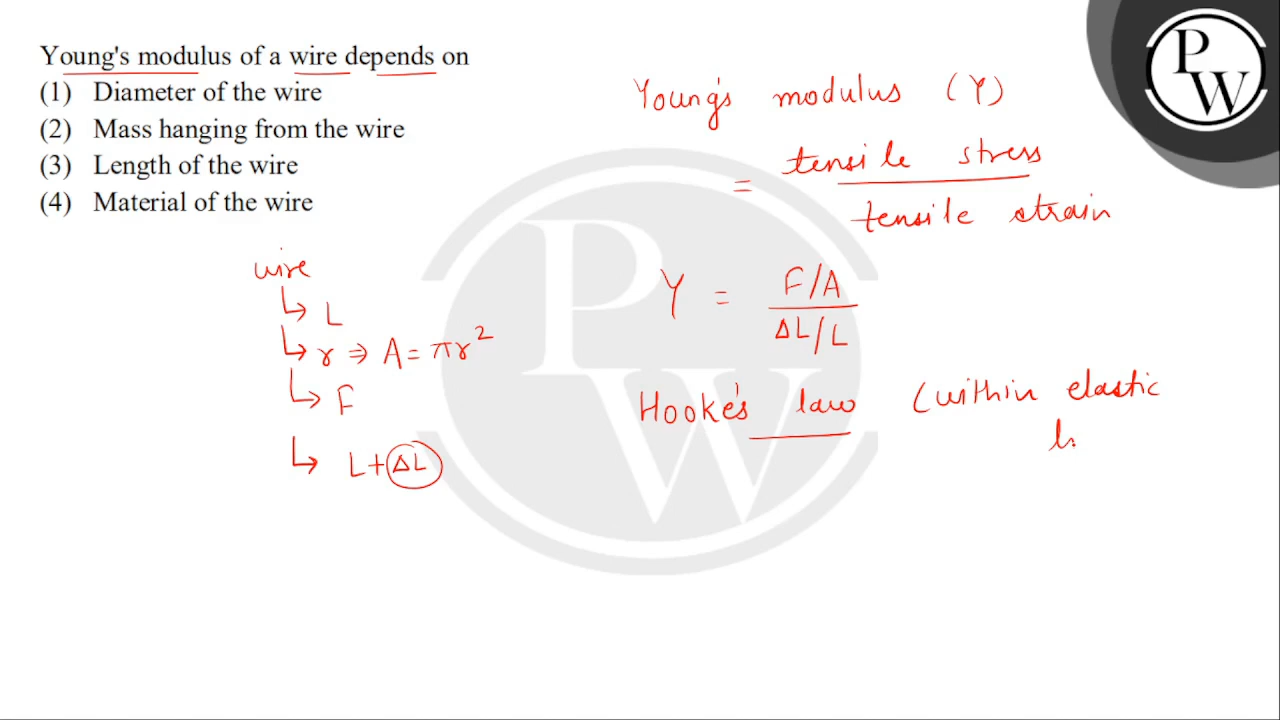 Young's modulus of a wire depends on
(1) Diameter of the wire
(2) Mass hanging from the wire
(3) Length of the wire
(4) Material of the wire
wire
↳ L
↳ r ⇒ A = πr²
↳ F
↳ L+ΔL
Young's modulus (Y)
= tensile stress
tensile strain
Y = F/A
ΔL/L
Hooke's law (within elastic
PW
PW